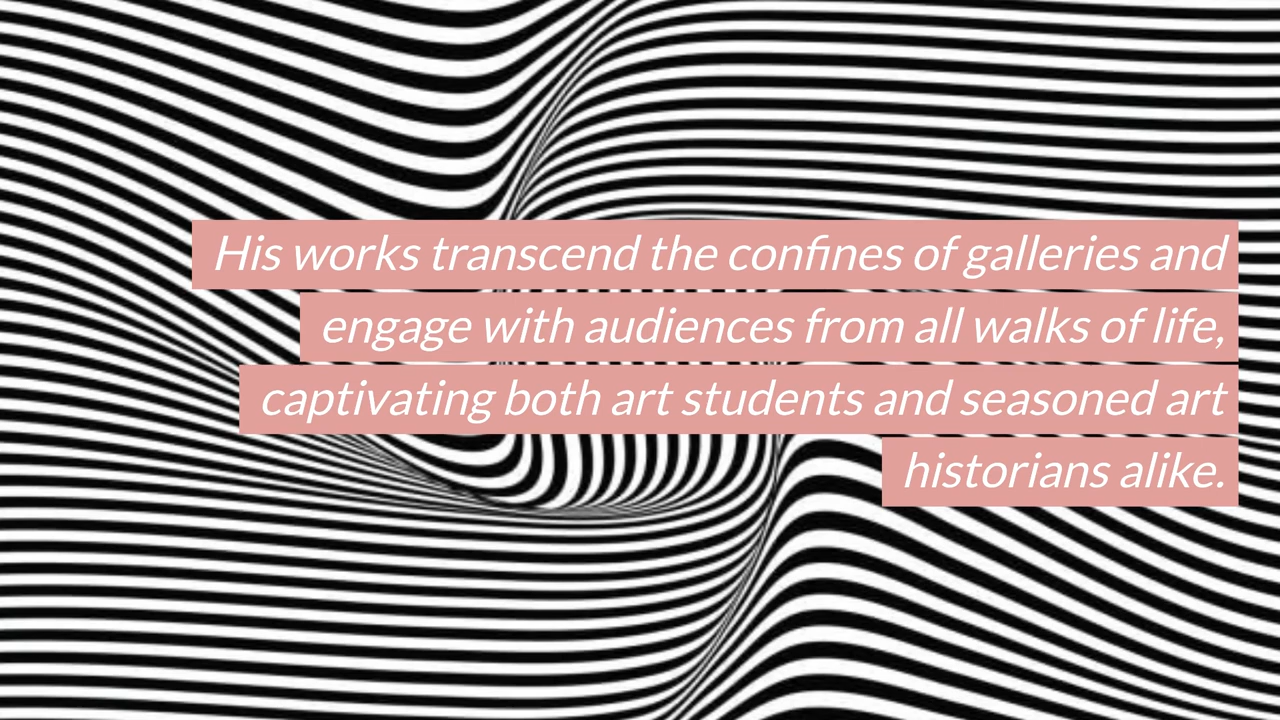 His works transcend the confines of galleries and
engage with audiences from all walks of life,
captivating both art students and seasoned art
historians alike.